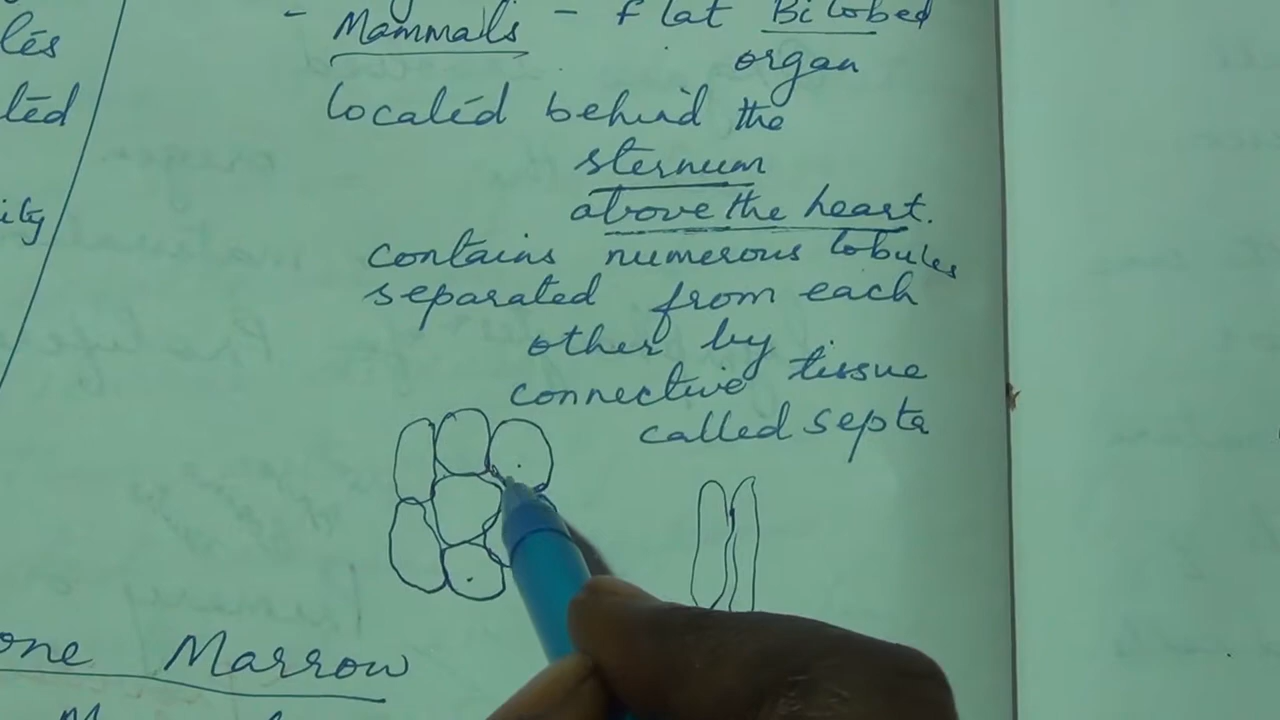 - Mammals - flat Bilobed
organ
located behind the
sternum
above the heart.
contains numerous lobules
separated from each
other by
connective tissue
called septa
Marrow